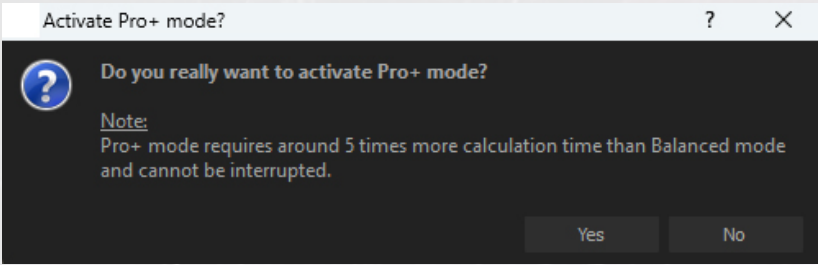 Activate Pro+ mode?
Do you really want to activate Pro+ mode?
Note:
Pro+ mode requires around 5 times more calculation time than Balanced mode
and cannot be interrupted.
Yes No